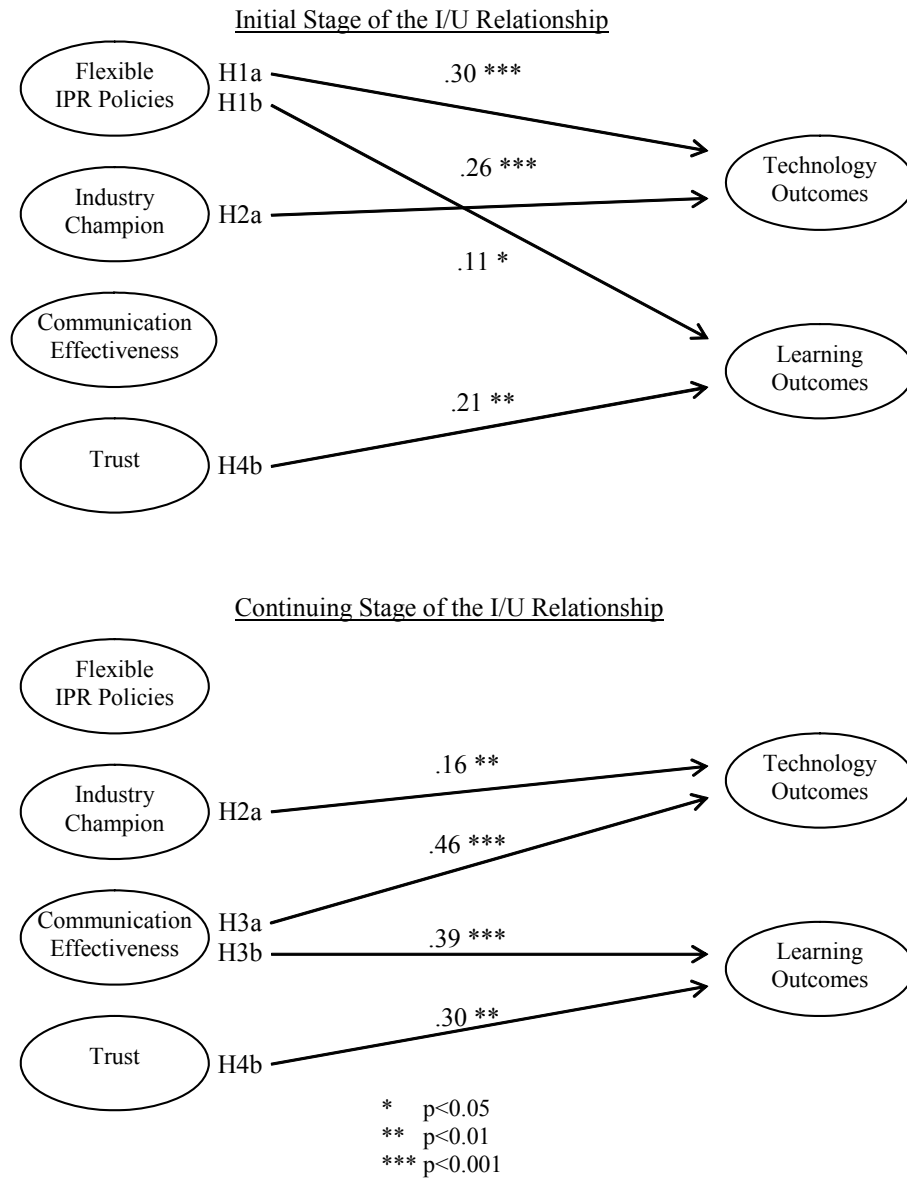 Initial Stage of the I/U Relationship
Flexible
IPR Policies
H1a
H1b
.30 ***
Technology
Outcomes
.26 ***
Industry
Champion
H2a
.11 *
Communication
Effectiveness
Learning
Outcomes
.21 **
Trust
H4b
Continuing Stage of the I/U Relationship
Flexible
IPR Policies
.16 **
Technology
Outcomes
Industry
Champion
H2a
.46 ***
Communication
Effectiveness
H3a
H3b
.39 ***
Learning
Outcomes
.30 **
Trust
H4b
* p<0.05
** p<0.01
*** p<0.001